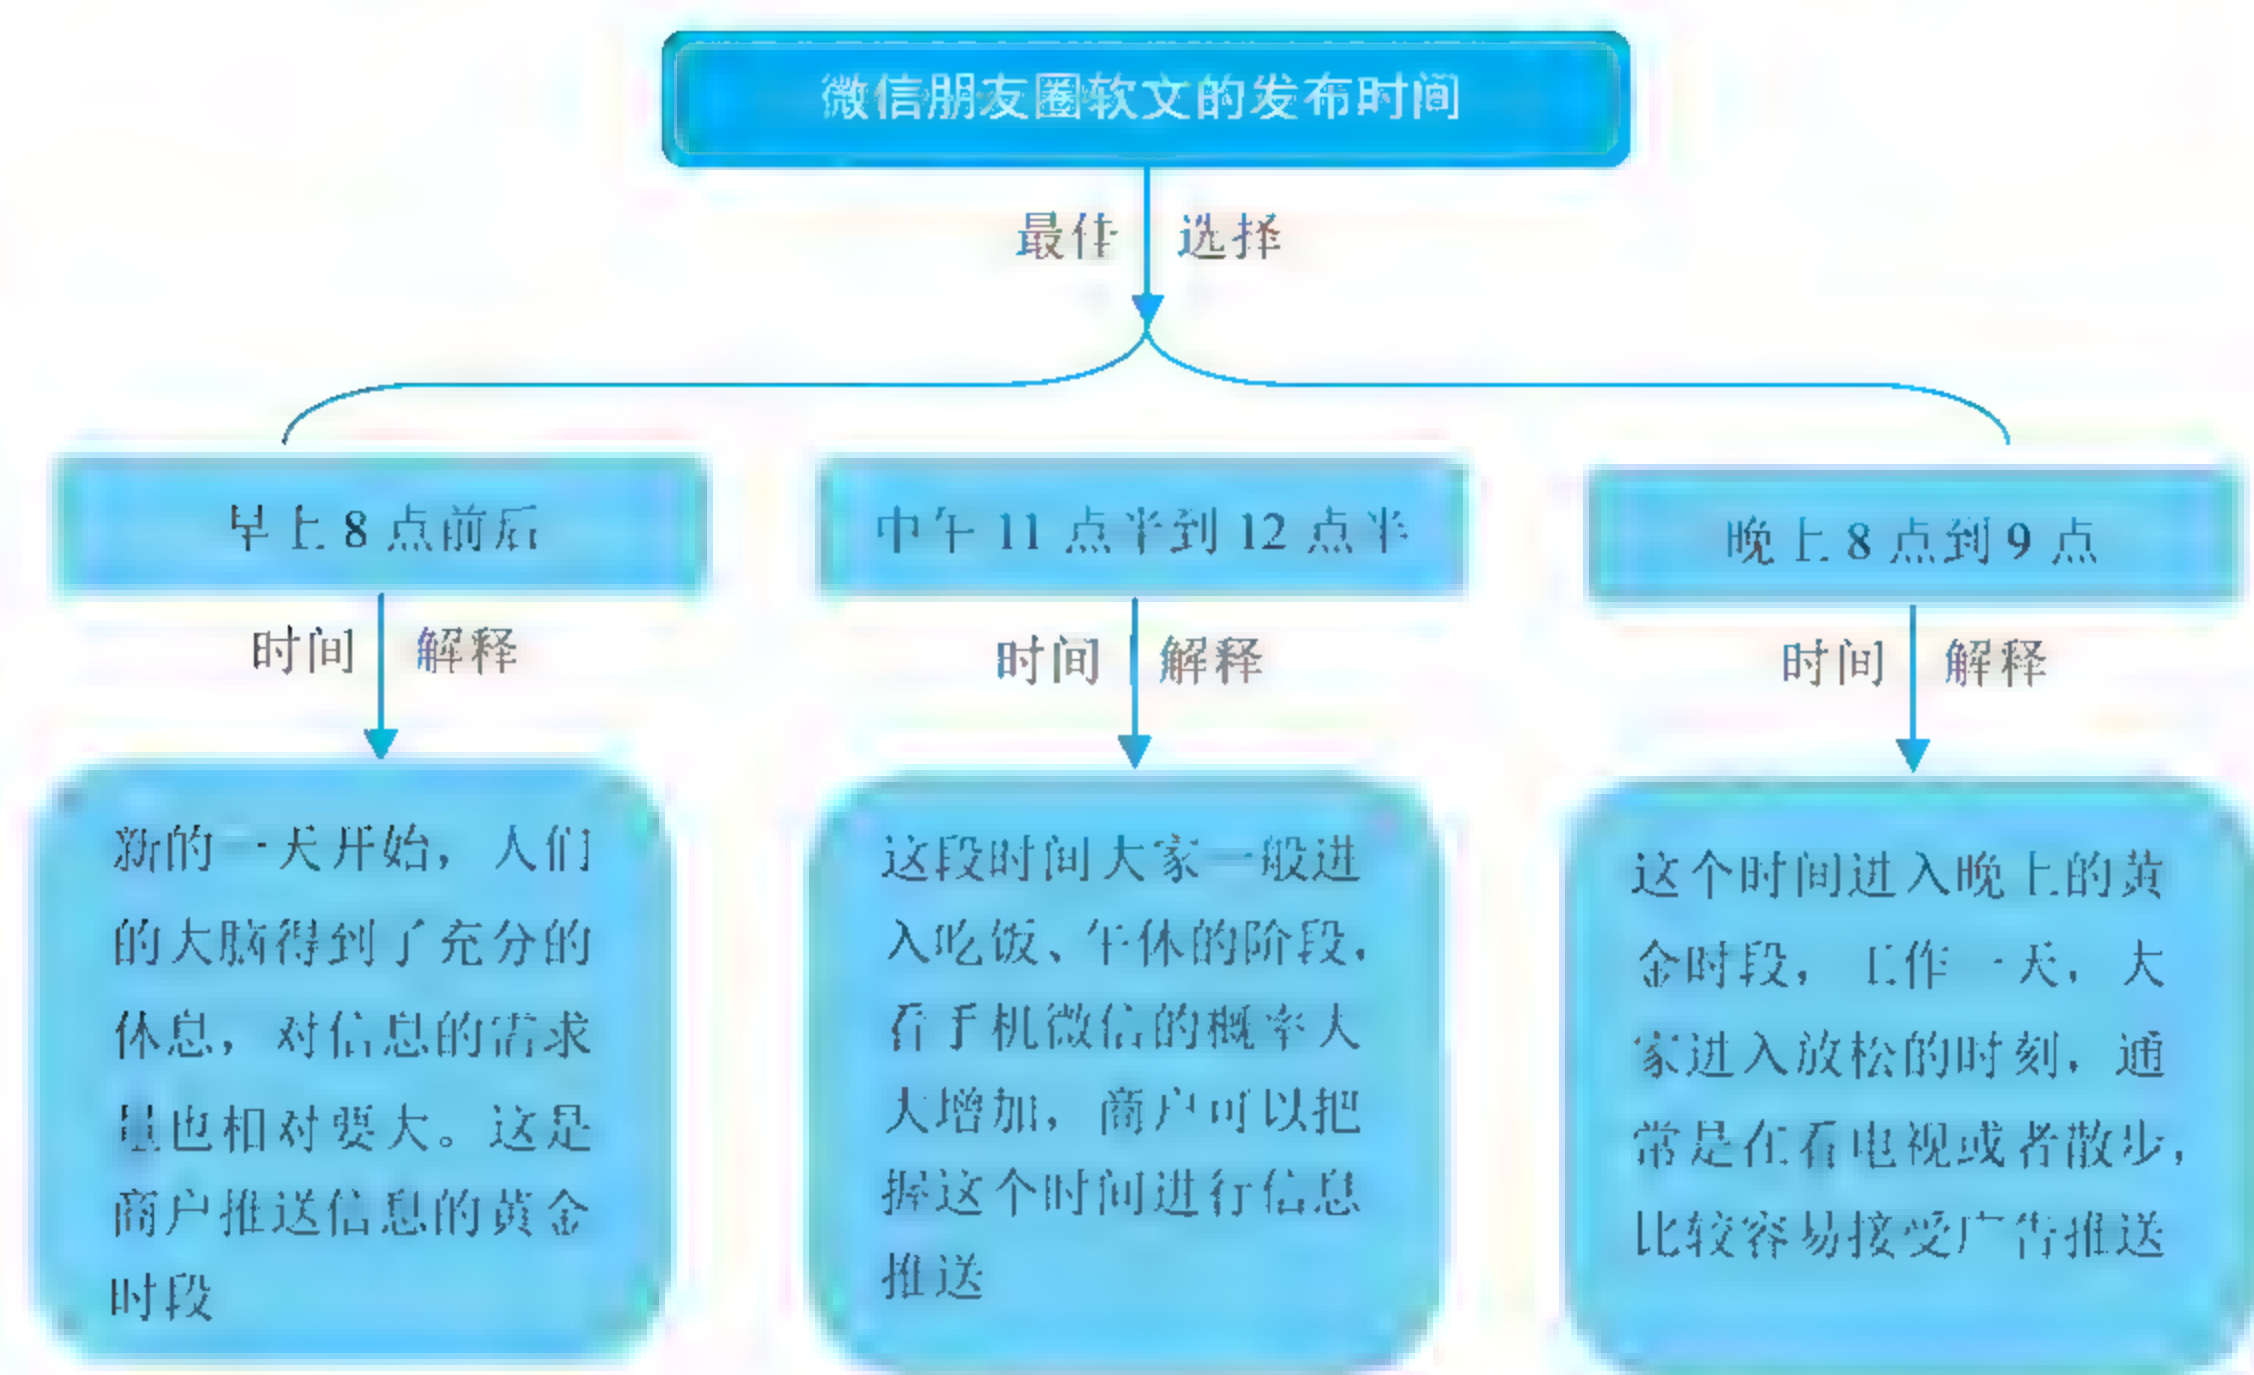 微信朋友圈软文的发布时间
最佳 选择
早上 8 点前后
中午 11 点半到 12 点半
晚上 8 点到 9 点
时间 解释
时间 解释
时间 解释
新的一天开始，人们
的大脑得到了充分的
休息，对信息的需求
量也相对要大。这是
商户推送信息的黄金
时段
这段时间大家一般进
入吃饭、午休的阶段，
看手机微信的概率大
大增加，商户可以把
握这个时间进行信息
推送
这个时间进入晚上的黄
金时段，工作一天，大
家进入放松的时刻，通
常是在看电视或者散步，
比较容易接受广告推送